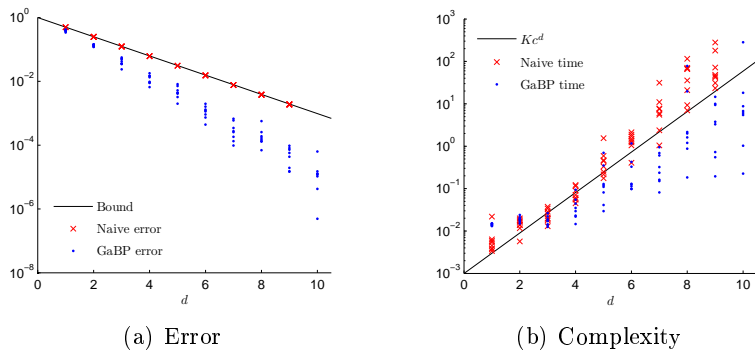 10^0
10^−2
10^−4
10^−6
10^−8
Bound
Naive error
GaBP error
0 2 4 6 8 10
d
(a) Error
10^3
10^2
10^1
10^0
10^−1
10^−2
10^−3
Kc^d
Naive time
GaBP time
0 2 4 6 8 10
d
(b) Complexity